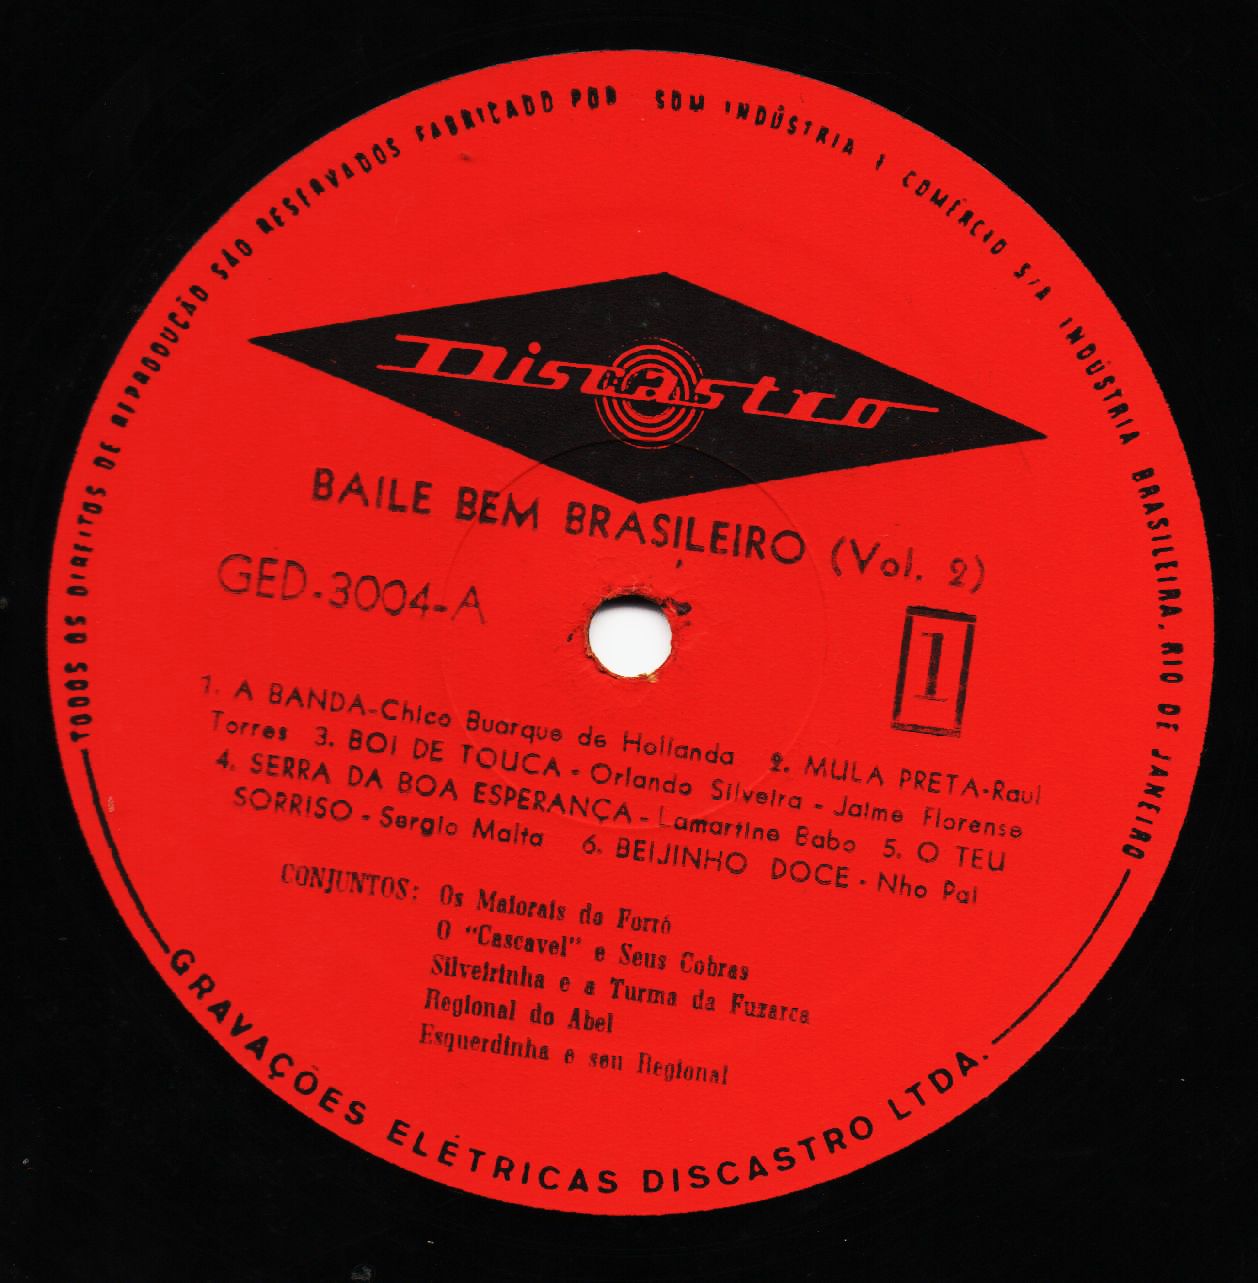 TODOS OS DIREITOS DE REPRODUÇÃO SÃO RESERVADOS FABRICADO POR SOM INDÚSTRIA E COMÉRCIO S/A INDÚSTRIA BRASILEIRA. RIO DE JANEIRO
Discastro
BAILE BEM BRASILEIRO (Vol. 2)
GED-3004-A
1
1. A BANDA-Chico Buarque de Hollanda 2. MULA PRETA-Raul
Torres 3. BOI DE TOUCA - Orlando Silveira - Jaime Florense
4. SERRA DA BOA ESPERANÇA - Lamartine Babo 5. O TEU
SORRISO - Sergio Malta 6. BEIJINHO DOCE - Nho Pai
CONJUNTOS: Os Maiorais do Forró
O "Cascavel" e Seus Cobras
Silveirinha e a Turma da Fuzarca
Regional do Abel
Esquerdinha e seu Regional
GRAVAÇÕES ELÉTRICAS DISCASTRO LTDA.